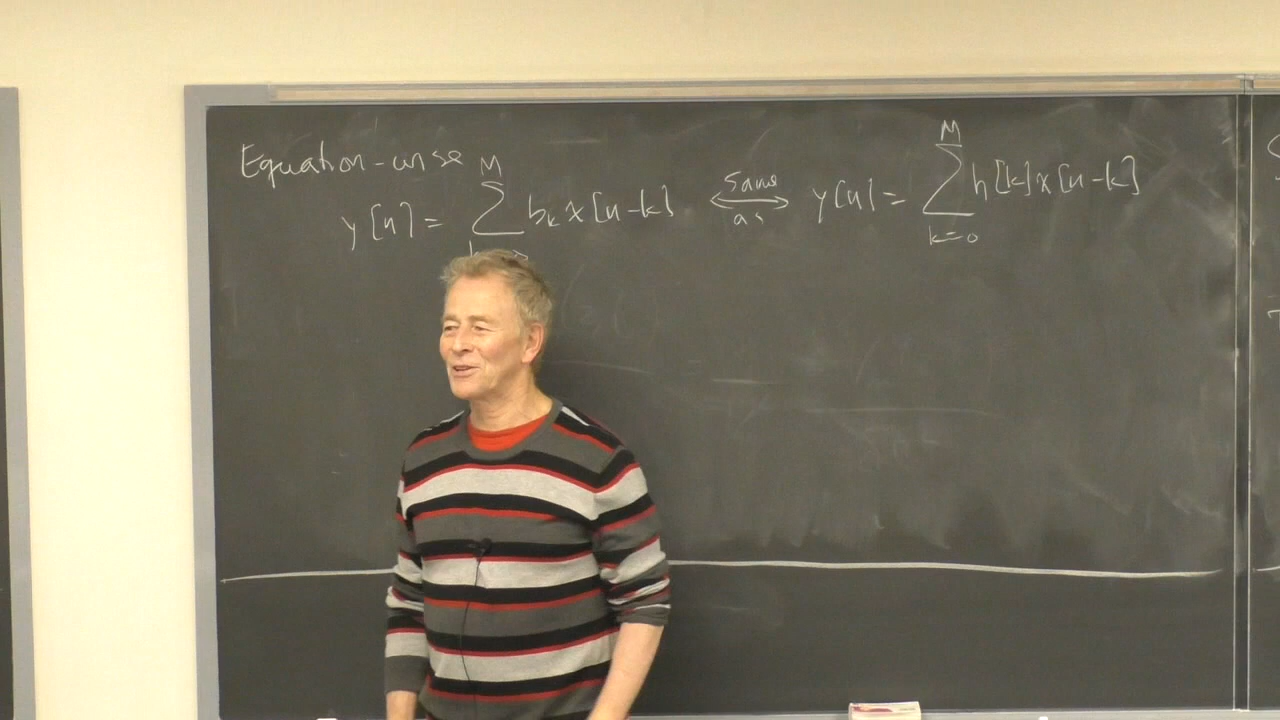 Equation-wise
y[n] = M Σ bₖ x[n-k] ⟷ same as y[n] = M Σ k=0 h[k] x[n-k]